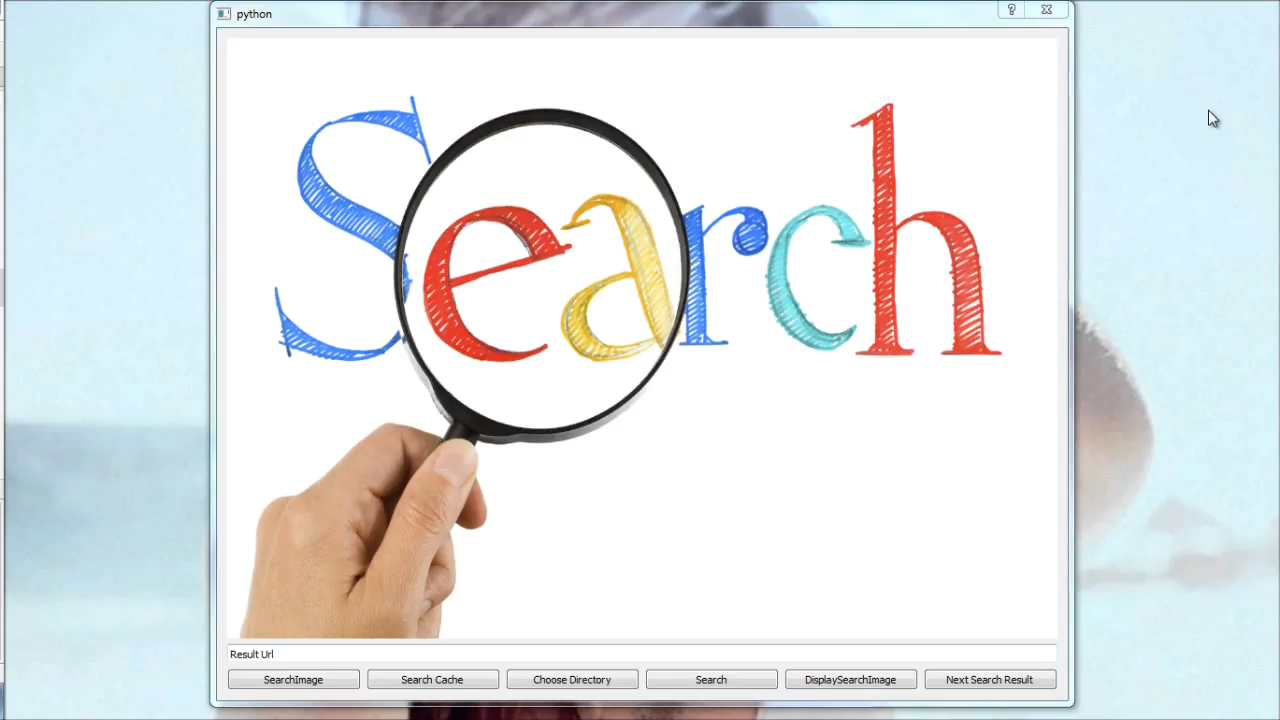 python
Search
Result Url
SearchImage Search Cache Choose Directory Search DisplaySearchImage Next Search Result